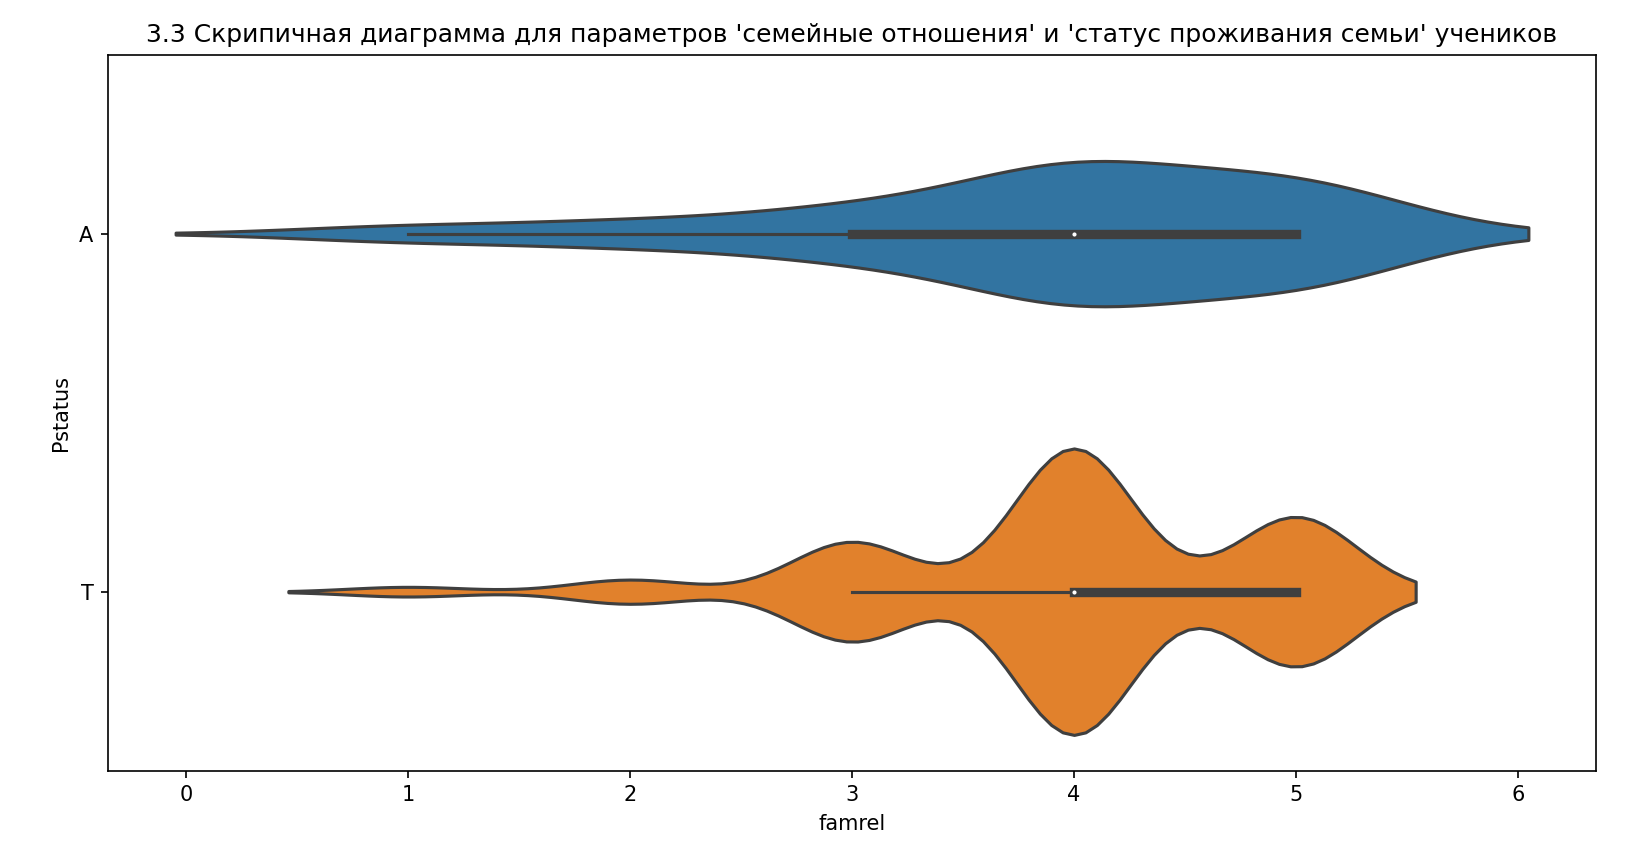 3.3 Скрипичная диаграмма для параметров 'семейные отношения' и 'статус проживания семьи' учеников
A
Pstatus
T
0 1 2 3 4 5 6
famrel